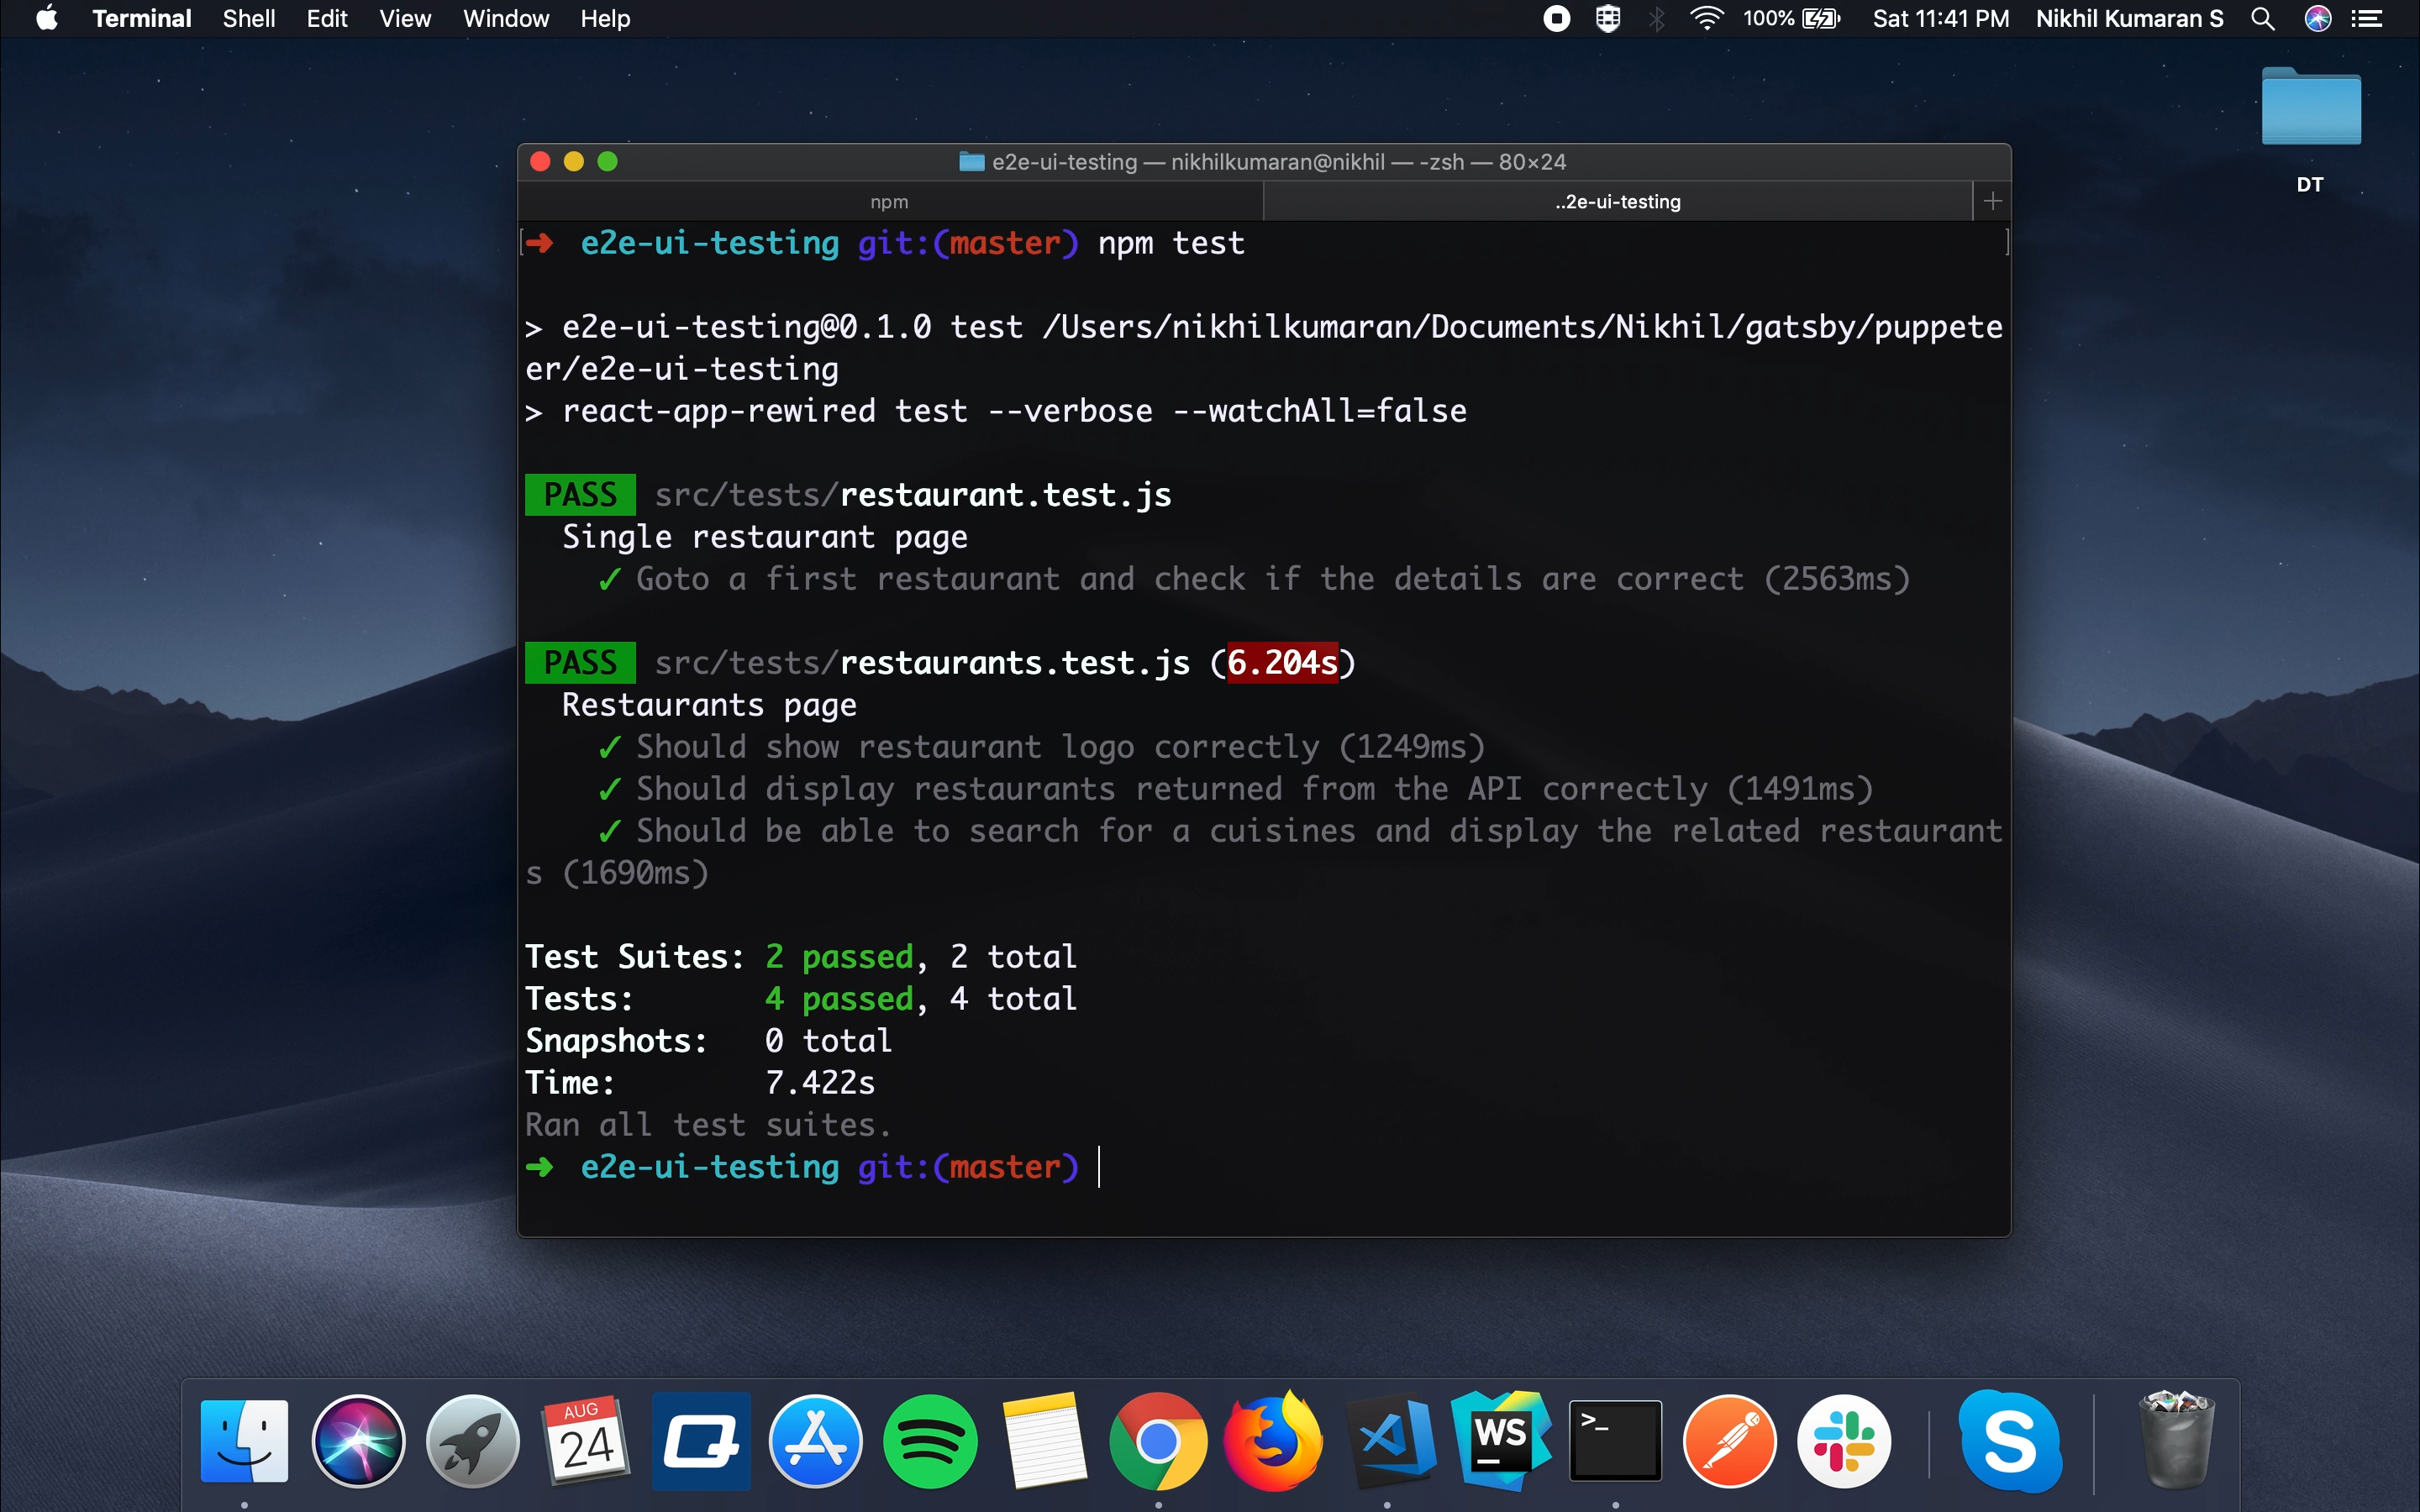 Terminal Shell Edit View Window Help 100% Sat 11:41 PM Nikhil Kumaran S
DT
e2e-ui-testing — nikhilkumaran@nikhil — -zsh — 80×24
npm ..2e-ui-testing +
[➜ e2e-ui-testing git:(master) npm test ]
> e2e-ui-testing@0.1.0 test /Users/nikhilkumaran/Documents/Nikhil/gatsby/puppete
er/e2e-ui-testing
> react-app-rewired test --verbose --watchAll=false
PASS src/tests/restaurant.test.js
Single restaurant page
✓ Goto a first restaurant and check if the details are correct (2563ms)
PASS src/tests/restaurants.test.js (6.204s)
Restaurants page
✓ Should show restaurant logo correctly (1249ms)
✓ Should display restaurants returned from the API correctly (1491ms)
✓ Should be able to search for a cuisines and display the related restaurant
s (1690ms)
Test Suites: 2 passed, 2 total
Tests: 4 passed, 4 total
Snapshots: 0 total
Time: 7.422s
Ran all test suites.
➜ e2e-ui-testing git:(master)
AUG
24
WS
>_
S